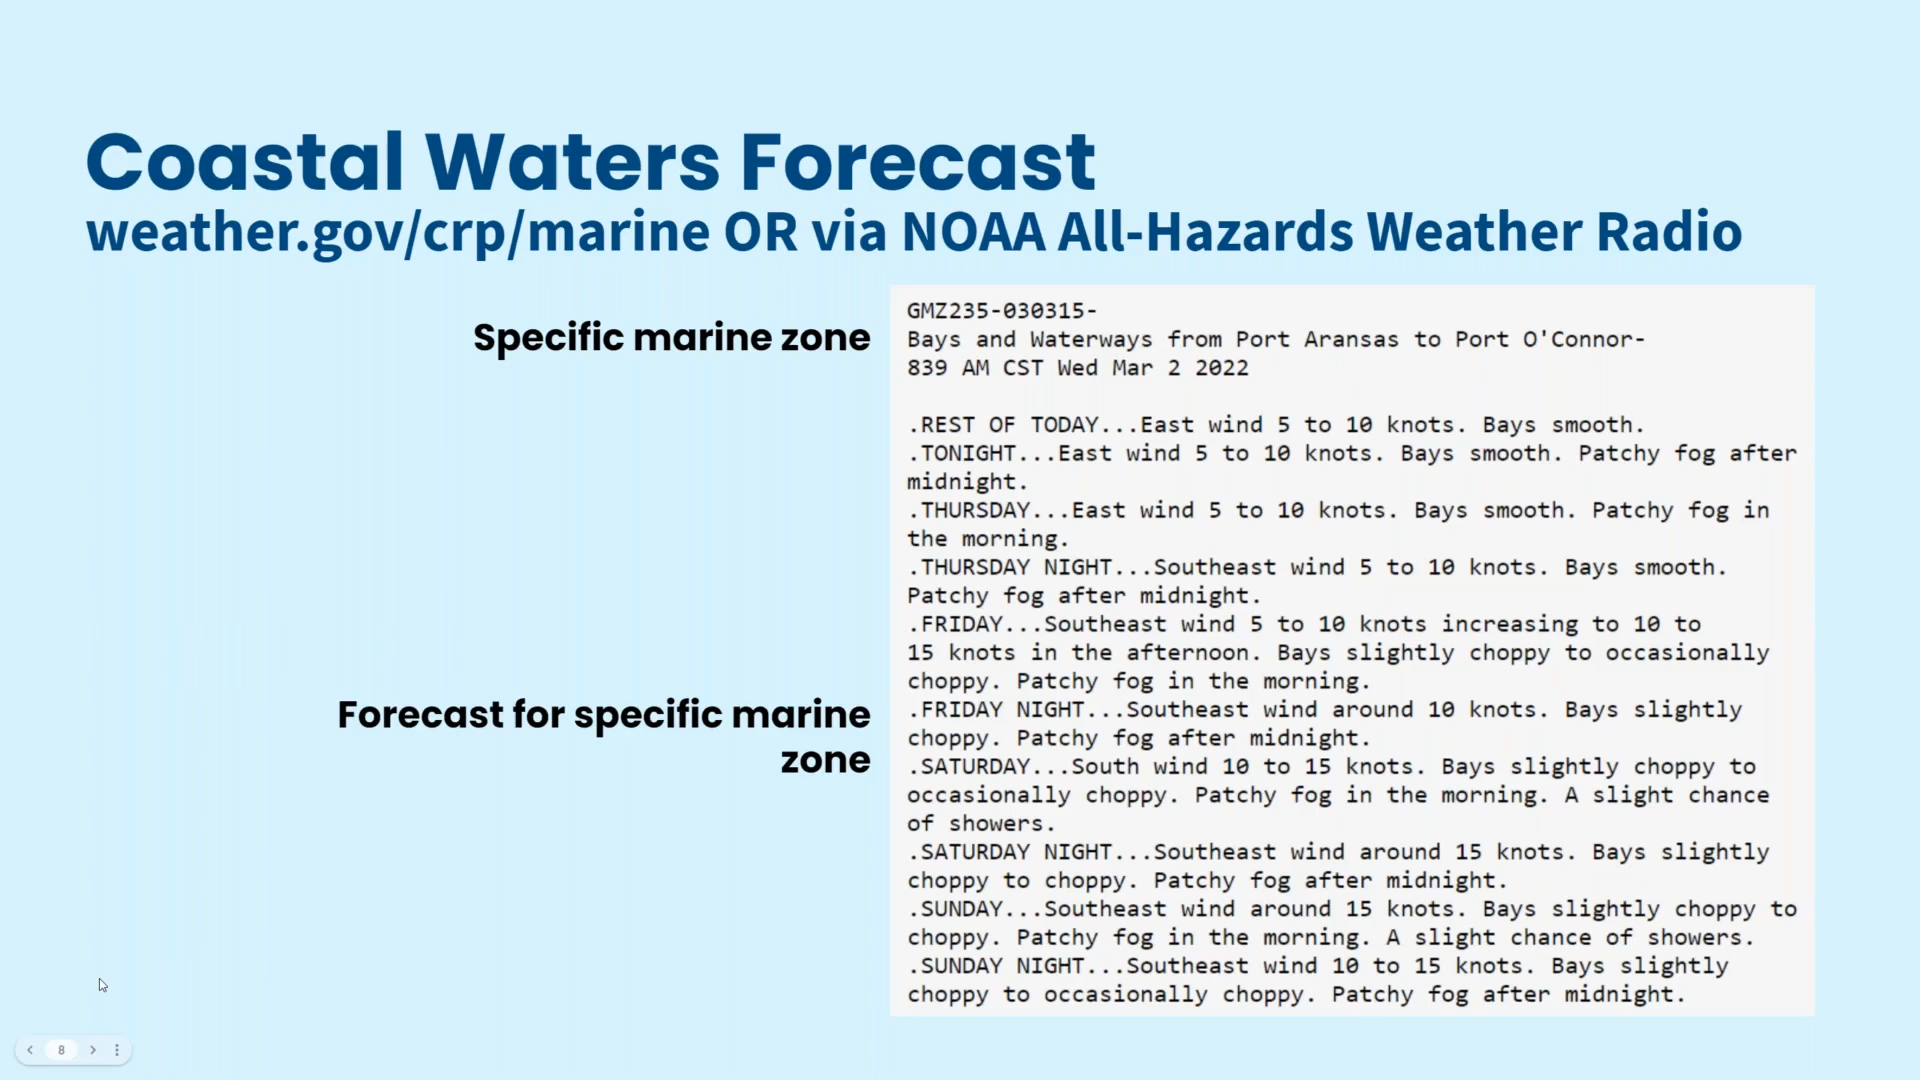 Coastal Waters Forecast
weather.gov/crp/marine OR via NOAA All-Hazards Weather Radio
Specific marine zone
GMZ235-030315-
Bays and Waterways from Port Aransas to Port O'Connor-
839 AM CST Wed Mar 2 2022
.REST OF TODAY...East wind 5 to 10 knots. Bays smooth.
.TONIGHT...East wind 5 to 10 knots. Bays smooth. Patchy fog after
midnight.
.THURSDAY...East wind 5 to 10 knots. Bays smooth. Patchy fog in
the morning.
.THURSDAY NIGHT...Southeast wind 5 to 10 knots. Bays smooth.
Patchy fog after midnight.
.FRIDAY...Southeast wind 5 to 10 knots increasing to 10 to
15 knots in the afternoon. Bays slightly choppy to occasionally
choppy. Patchy fog in the morning.
.FRIDAY NIGHT...Southeast wind around 10 knots. Bays slightly
choppy. Patchy fog after midnight.
.SATURDAY...South wind 10 to 15 knots. Bays slightly choppy to
occasionally choppy. Patchy fog in the morning. A slight chance
of showers.
.SATURDAY NIGHT...Southeast wind around 15 knots. Bays slightly
choppy to choppy. Patchy fog after midnight.
.SUNDAY...Southeast wind around 15 knots. Bays slightly choppy to
choppy. Patchy fog in the morning. A slight chance of showers.
.SUNDAY NIGHT...Southeast wind 10 to 15 knots. Bays slightly
choppy to occasionally choppy. Patchy fog after midnight.
Forecast for specific marine
zone
8